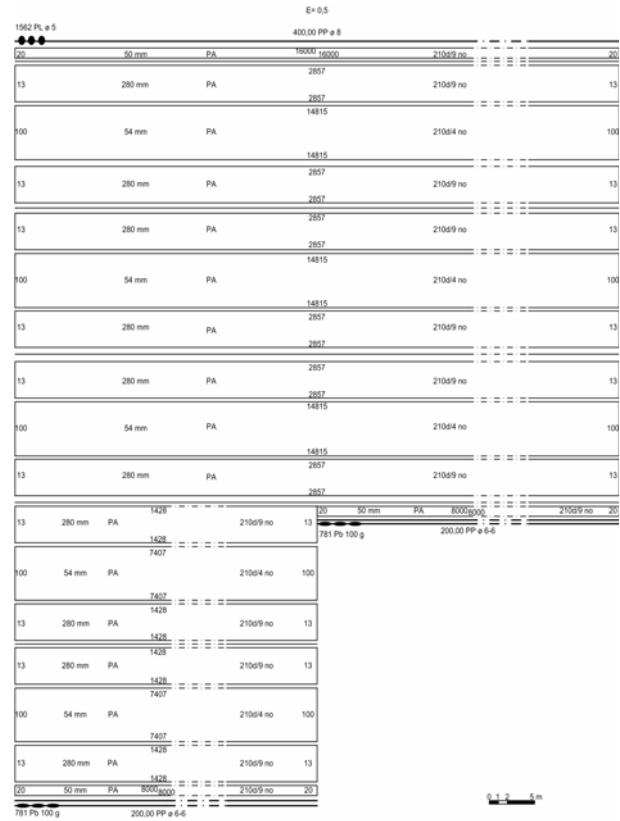 E= 0,5
1562 PL ø 5
400,00 PP ø 8
20 50 mm PA 16000 16000 210d/9 no 20
2857
13 280 mm PA 210d/9 no 13
2857
14815
100 54 mm PA 210d/4 no 100
14815
2857
13 280 mm PA 210d/9 no 13
2857
2857
13 280 mm PA 210d/9 no 13
2857
14815
100 54 mm PA 210d/4 no 100
14815
2857
13 280 mm PA 210d/9 no 13
2857
2857
13 280 mm PA 210d/9 no 13
2857
14815
100 54 mm PA 210d/4 no 100
14815
2857
13 280 mm PA 210d/9 no 13
2857
20 50 mm PA 8000 8000 210d/9 no 20
781 Pb 100 g 200,00 PP ø 6-6
1428
13 280 mm PA 210d/9 no 13
1428
7407
100 54 mm PA 210d/4 no 100
7407
1428
13 280 mm PA 210d/9 no 13
1428
1428
13 280 mm PA 210d/9 no 13
1428
7407
100 54 mm PA 210d/4 no 100
7407
1428
13 280 mm PA 210d/9 no 13
1428
20 50 mm PA 8000 8000 210d/9 no 20
781 Pb 100 g 200,00 PP ø 6-6
0 1 2 5 m